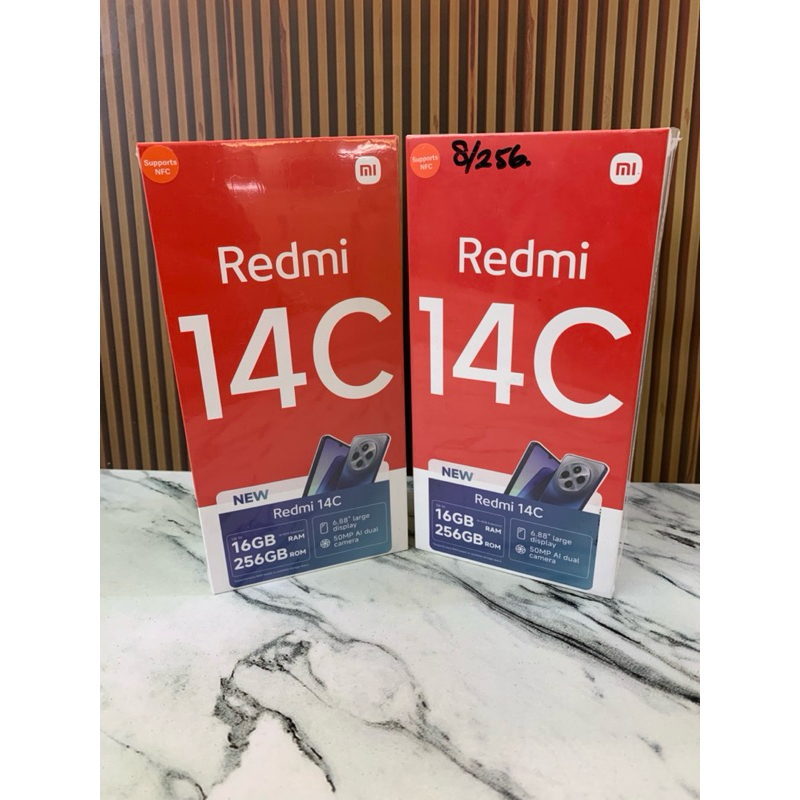 Supports
NFC
mi
Redmi
14C
NEW
Redmi 14C
16GB RAM
256GB ROM
6.88" large
display
50MP AI dual
camera
Supports
NFC
8/256.
mi
Redmi
14C
NEW
Redmi 14C
Up to
16GB RAM
256GB ROM
6.88" large
display
50MP AI dual
camera